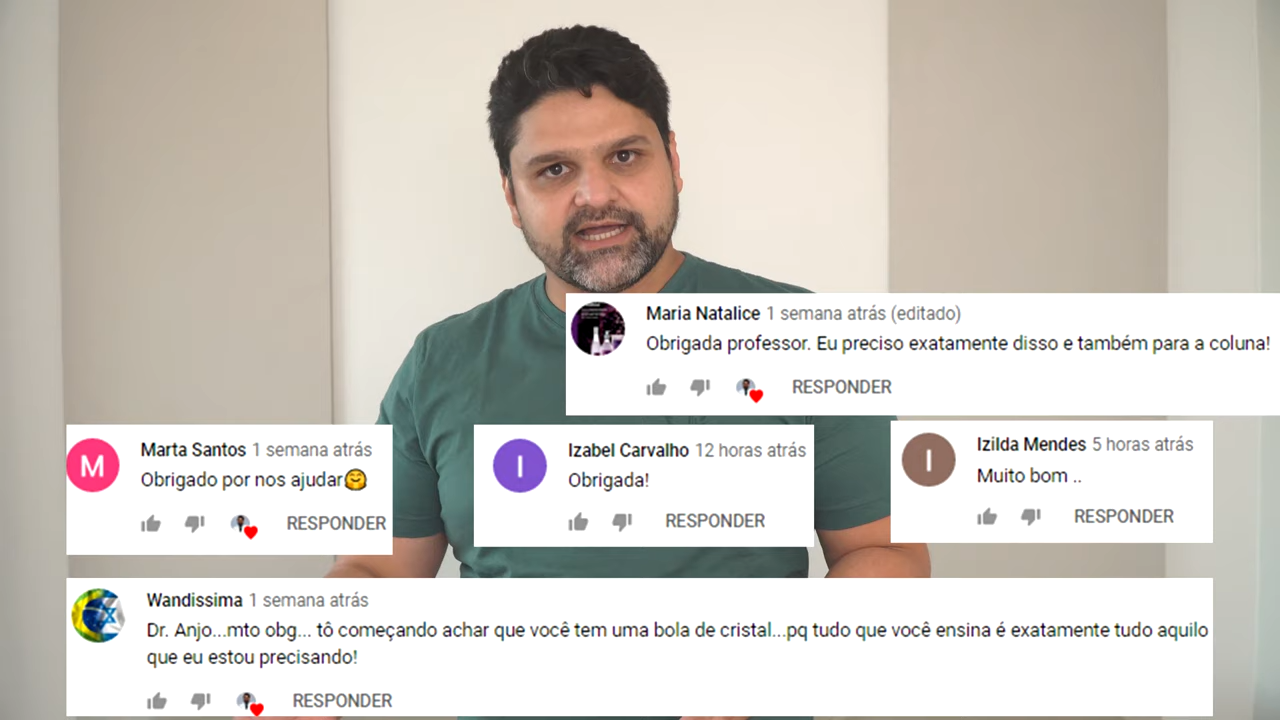 Maria Natalice 1 semana atrás (editado)
Obrigada professor. Eu preciso exatamente disso e também para a coluna!
RESPONDER
Marta Santos 1 semana atrás
Obrigado por nos ajudar🤗
RESPONDER
Izabel Carvalho 12 horas atrás
Obrigada!
RESPONDER
Izilda Mendes 5 horas atrás
Muito bom ..
RESPONDER
Wandissima 1 semana atrás
Dr. Anjo...mto obg... tô começando achar que você tem uma bola de cristal...pq tudo que você ensina é exatamente tudo aquilo
que eu estou precisando!
RESPONDER